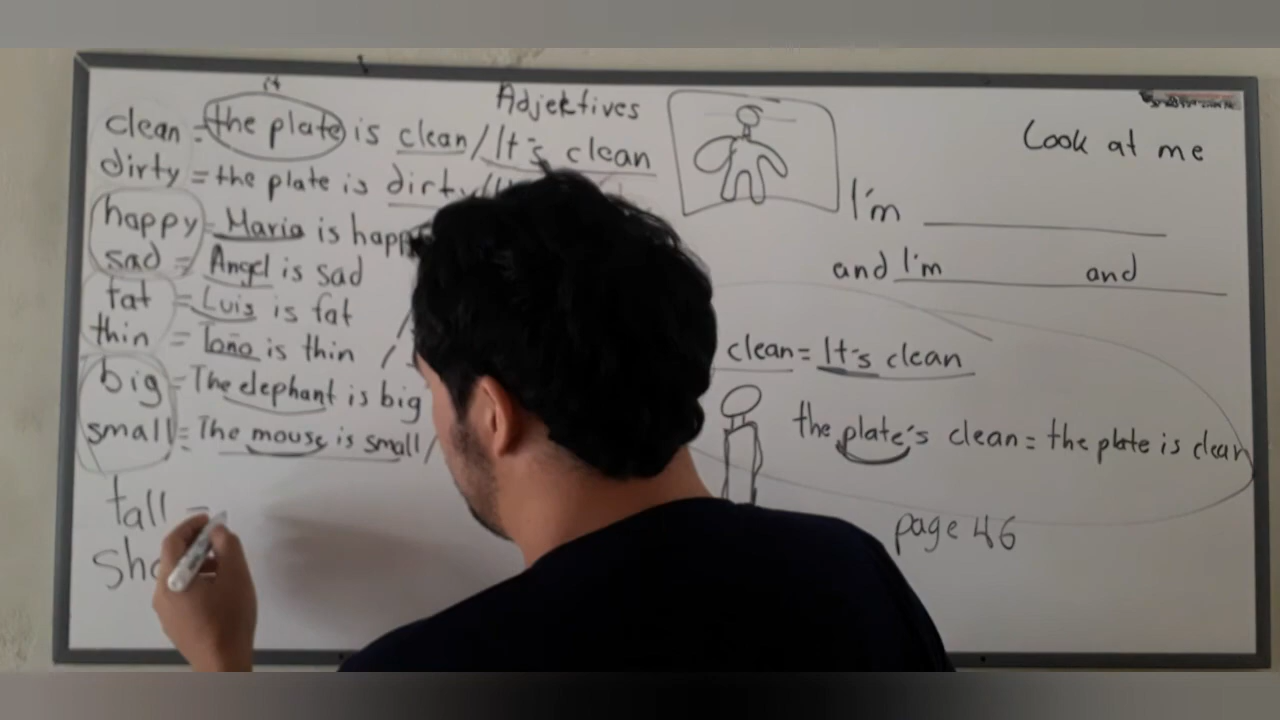 Adjektives
it
clean = the plate is clean / It's clean
dirty = the plate is dirty /
happy = Maria is happy
sad = Angel is sad
fat = Luis is fat
thin = Toño is thin /
big = The elephant is big
small = The mouse is small /
tall =
Look at me
I'm
and I'm and
clean = It's clean
the plate's clean = the plate is clean
page 46